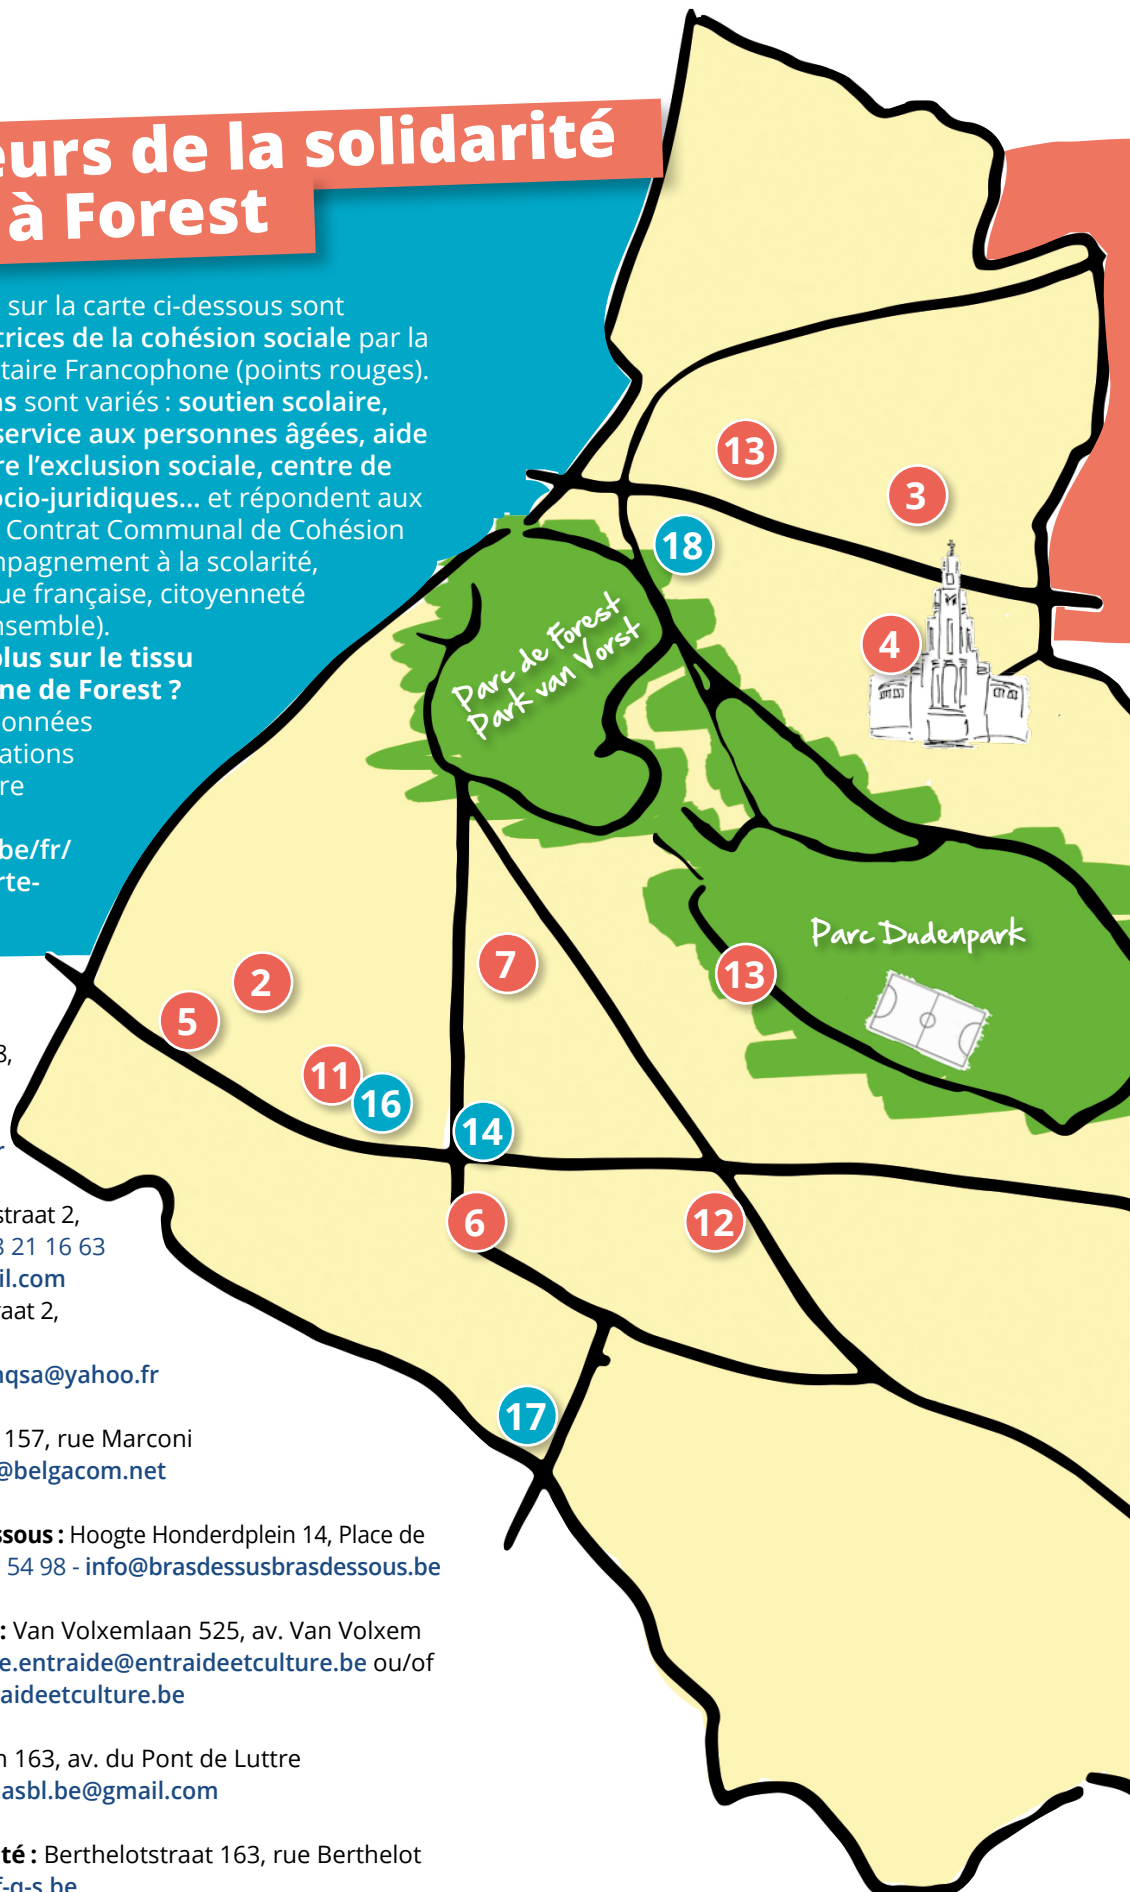 eurs de la solidarité
à Forest
sur la carte ci-dessous sont
trices de la cohésion sociale par la
taire Francophone (points rouges).
ns sont variés : soutien scolaire,
service aux personnes âgées, aide
re l’exclusion sociale, centre de
ocio-juridiques... et répondent aux
Contrat Communal de Cohésion
mpagnement à la scolarité,
ue française, citoyenneté
nsemble).
plus sur le tissu
ne de Forest ?
onnées
ations
re
be/fr/
rte-
8,
r
straat 2,
8 21 16 63
il.com
raat 2,
nqsa@yahoo.fr
157, rue Marconi
@belgacom.net
ssous : Hoogte Honderdplein 14, Place de
54 98 - info@brasdessusbrasdessous.be
: Van Volxemlaan 525, av. Van Volxem
e.entraide@entraideetculture.be ou/of
aideetculture.be
n 163, av. du Pont de Luttre
asbl.be@gmail.com
té : Berthelotstraat 163, rue Berthelot
f-q-s.be
13
3
18
4
Parc de Forest
Park van Vorst
Parc Dudenpark
7
13
2
5
11
16
14
6
12
17